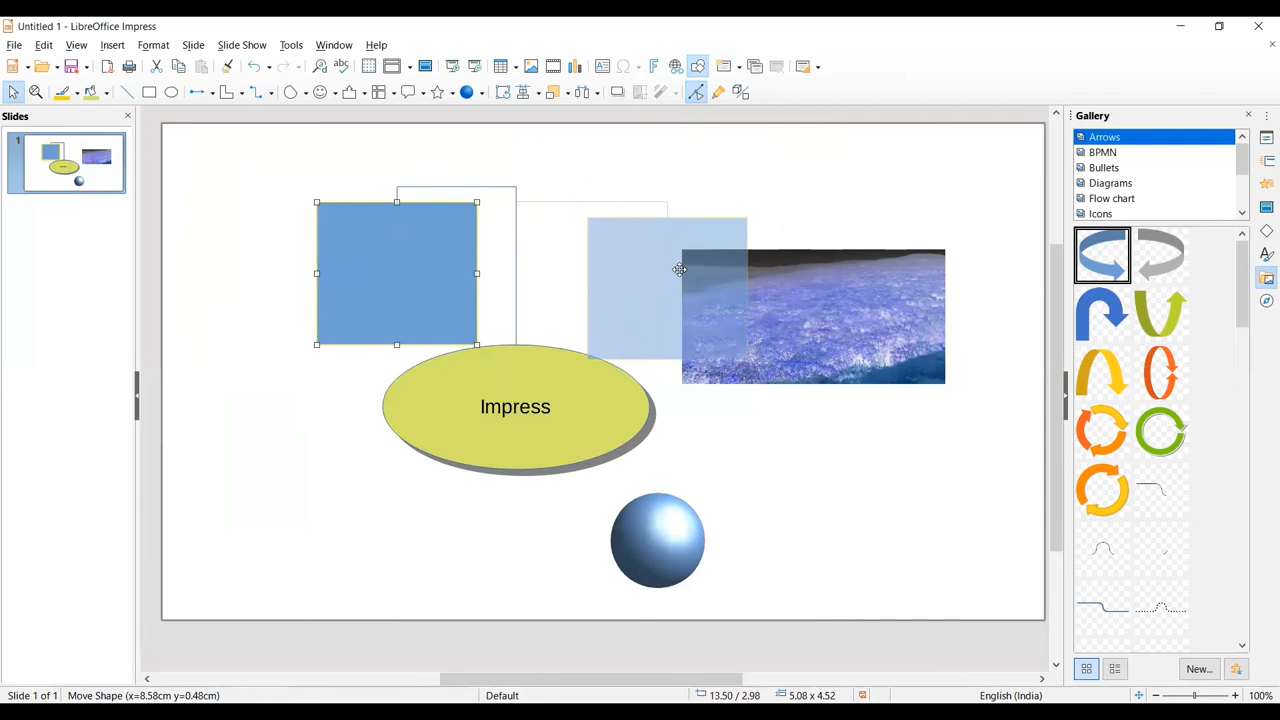 Untitled 1 - LibreOffice Impress
File Edit View Insert Format Slide Slide Show Tools Window Help
Slides
1
Impress
Gallery
Arrows
BPMN
Bullets
Diagrams
Flow chart
Icons
New...
Slide 1 of 1 Move Shape (x=8.58cm y=0.48cm) Default 13.50 / 2.98 5.08 x 4.52 English (India) 100%